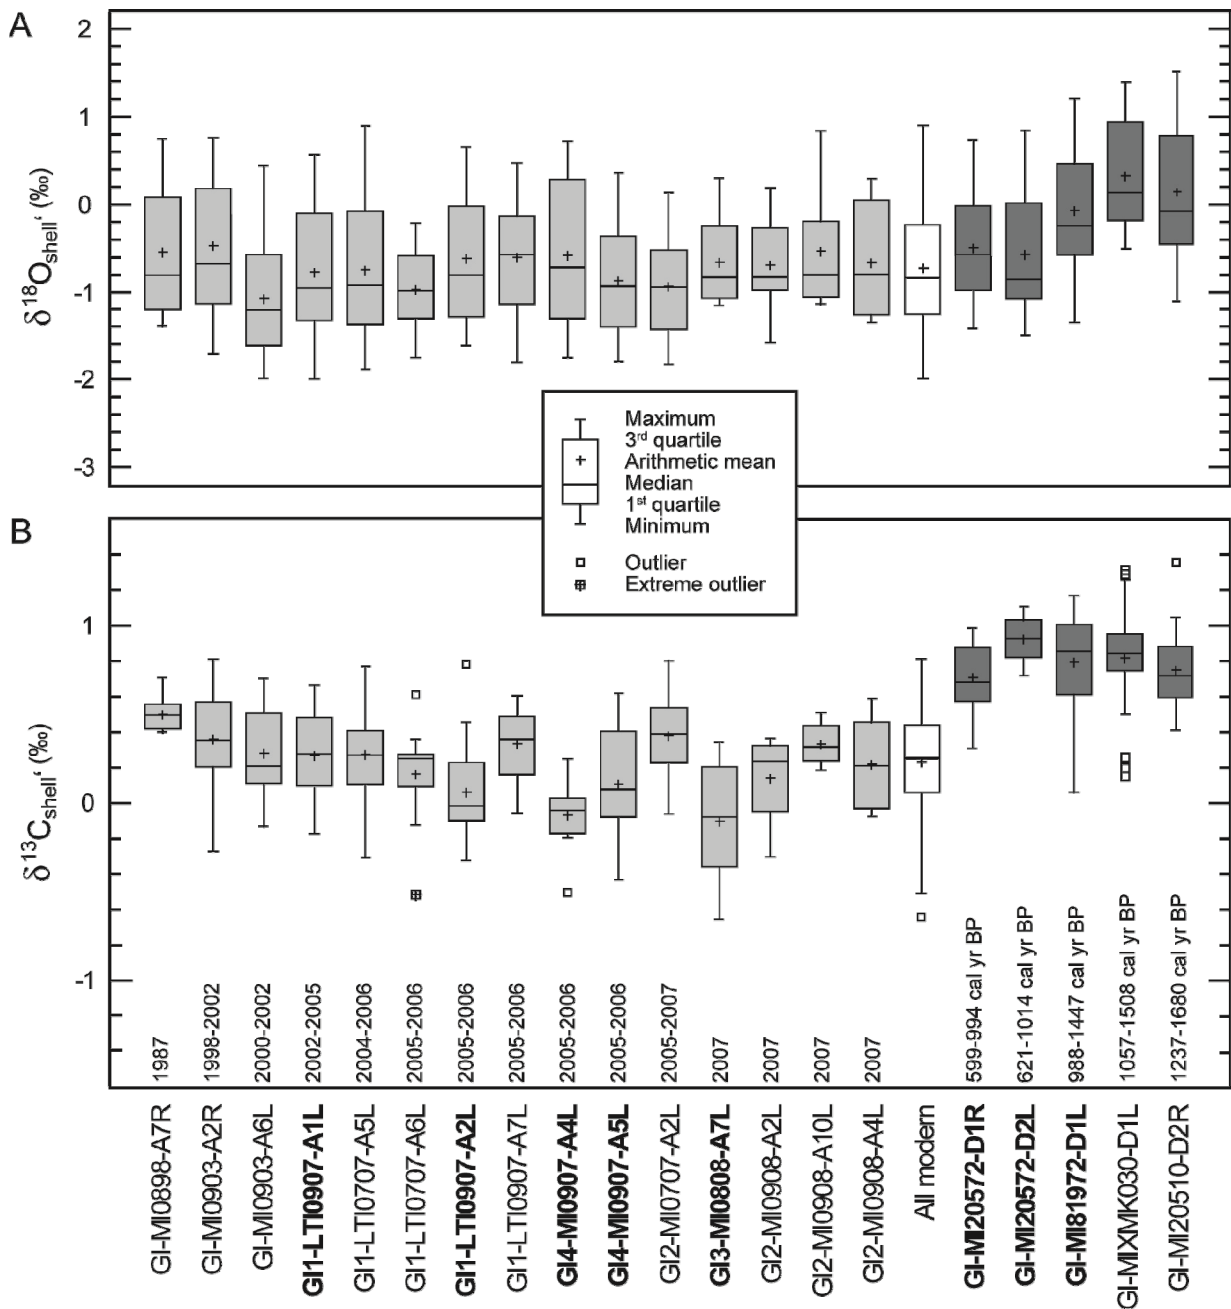 A
2
1
0
-1
-2
-3
δ18Oshell‘ (‰)
Maximum
3rd quartile
Arithmetic mean
Median
1st quartile
Minimum
Outlier
Extreme outlier
B
1
0
-1
δ13Cshell‘ (‰)
1987
1998-2002
2000-2002
2002-2005
2004-2006
2005-2006
2005-2006
2005-2006
2005-2006
2005-2006
2005-2007
2007
2007
2007
2007
599-994 cal yr BP
621-1014 cal yr BP
988-1447 cal yr BP
1057-1508 cal yr BP
1237-1680 cal yr BP
GI-MI0898-A7R
GI-MI0903-A2R
GI-MI0903-A6L
GI1-LTI0907-A1L
GI1-LTI0707-A5L
GI1-LTI0707-A6L
GI1-LTI0907-A2L
GI1-LTI0907-A7L
GI4-MI0907-A4L
GI4-MI0907-A5L
GI2-MI0707-A2L
GI3-MI0808-A7L
GI2-MI0908-A2L
GI2-MI0908-A10L
GI2-MI0908-A4L
All modern
GI-MI20572-D1R
GI-MI20572-D2L
GI-MI81972-D1L
GI-MIXMK030-D1L
GI-MI20510-D2R